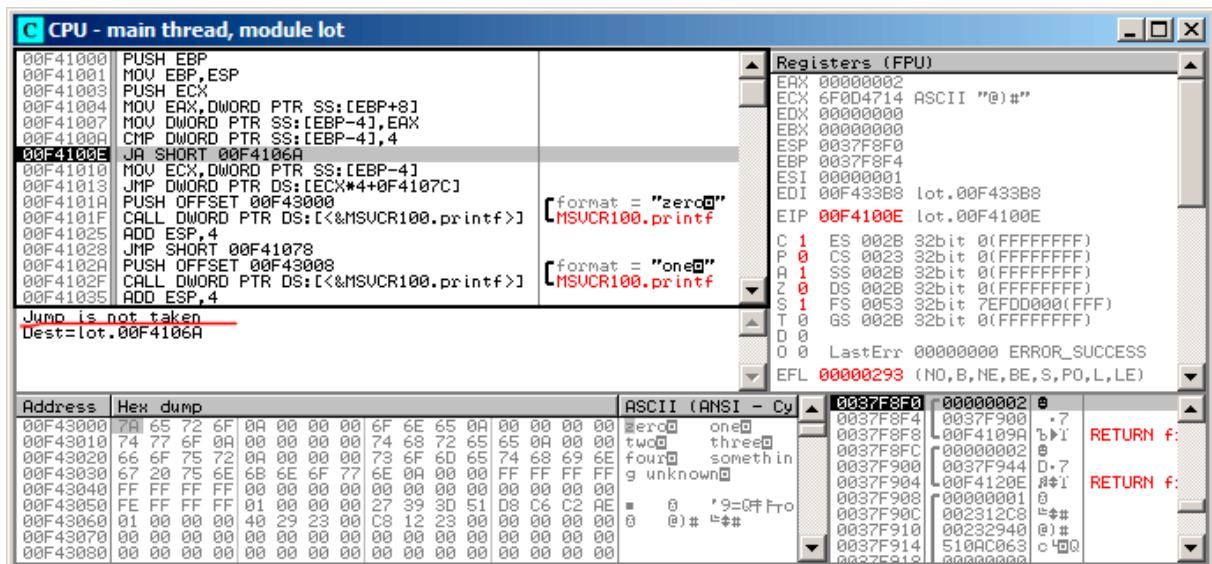 CPU - main thread, module lot
00F41000 PUSH EBP
00F41001 MOV EBP,ESP
00F41003 PUSH ECX
00F41004 MOV EAX,DWORD PTR SS:[EBP+8]
00F41007 MOV DWORD PTR SS:[EBP-4],EAX
00F4100A CMP DWORD PTR SS:[EBP-4],4
00F4100E JA SHORT 00F4106A
00F41010 MOV ECX,DWORD PTR SS:[EBP-4]
00F41013 JMP DWORD PTR DS:[ECX*4+0F4107C]
00F4101A PUSH OFFSET 00F43000 format = "zero"
00F4101F CALL DWORD PTR DS:[<&MSVCR100.printf>] MSVCR100.printf
00F41025 ADD ESP,4
00F41028 JMP SHORT 00F41078
00F4102A PUSH OFFSET 00F43008 format = "one"
00F4102F CALL DWORD PTR DS:[<&MSVCR100.printf>] MSVCR100.printf
00F41035 ADD ESP,4
Jump is not taken
Dest=lot.00F4106A
Registers (FPU)
EAX 00000002
ECX 6F0D4714 ASCII "@)#"
EDX 00000000
EBX 00000000
ESP 0037F8F0
EBP 0037F8F4
ESI 00000001
EDI 00F433B8 lot.00F433B8
EIP 00F4100E lot.00F4100E
C 1 ES 002B 32bit 0(FFFFFFFF)
P 0 CS 0023 32bit 0(FFFFFFFF)
A 1 SS 002B 32bit 0(FFFFFFFF)
Z 0 DS 002B 32bit 0(FFFFFFFF)
S 1 FS 0053 32bit 7EFDD000(FFF)
T 0 GS 002B 32bit 0(FFFFFFFF)
D 0
O 0 LastErr 00000000 ERROR_SUCCESS
EFL 00000293 (NO,B,NE,BE,S,PO,L,LE)
Address Hex dump ASCII (ANSI - Cy
00F43000 7A 65 72 6F 0A 00 00 00 6F 6E 65 0A 00 00 00 00 zero one
00F43010 74 77 6F 0A 00 00 00 00 74 68 72 65 65 0A 00 00 two three
00F43020 66 6F 75 72 0A 00 00 00 73 6F 6D 65 74 68 69 6E four somethin
00F43030 67 20 75 6E 6B 6E 6F 77 6E 0A 00 00 FF FF FF FF g unknown
00F43040 FF FF FF FF 00 00 00 00 00 00 00 00 00 00 00 00
00F43050 FE FF FF FF 01 00 00 00 27 39 3D 51 D8 C6 C2 AE
00F43060 01 00 00 00 40 29 23 00 C8 12 23 00 00 00 00 00
00F43070 00 00 00 00 00 00 00 00 00 00 00 00 00 00 00 00
00F43080 00 00 00 00 00 00 00 00 00 00 00 00 00 00 00 00
0037F8F0 00000002
0037F8F4 0037F900
0037F8F8 00F4109A RETURN
0037F8FC 00000002
0037F900 0037F944
0037F904 00F4120E RETURN
0037F908 00000001
0037F90C 002312C8
0037F910 00232940 @)#
0037F914 510AC063